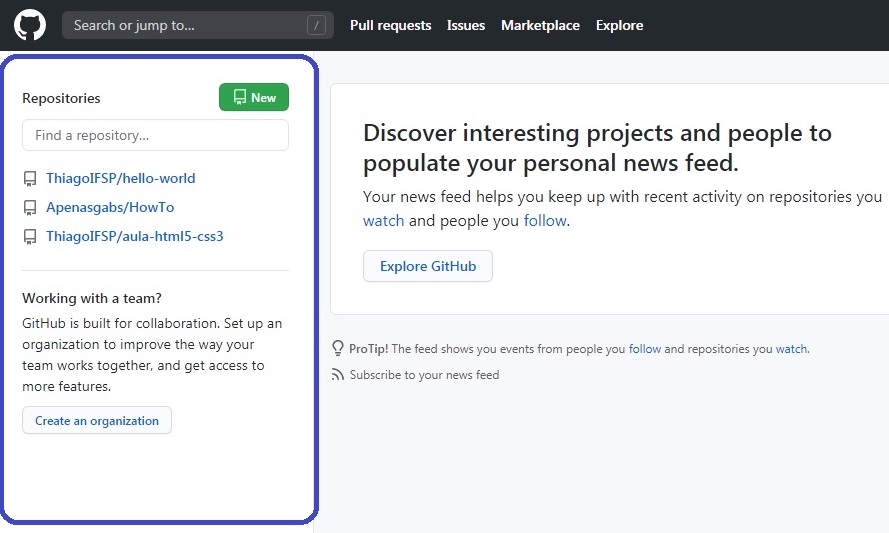 Search or jump to...
/
Pull requests
Issues
Marketplace
Explore
Repositories
New
Find a repository...
ThiagoIFSP/hello-world
Apenasgabs/HowTo
ThiagoIFSP/aula-html5-css3
Working with a team?
GitHub is built for collaboration. Set up an
organization to improve the way your
team works together, and get access to
more features.
Create an organization
Discover interesting projects and people to
populate your personal news feed.
Your news feed helps you keep up with recent activity on repositories you
watch and people you follow.
Explore GitHub
ProTip! The feed shows you events from people you follow and repositories you watch.
Subscribe to your news feed